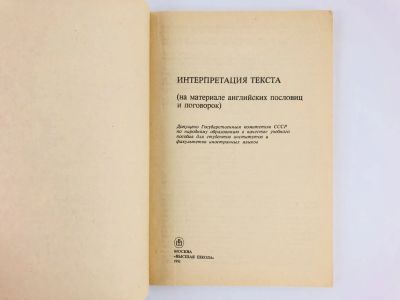 ИНТЕРПРЕТАЦИЯ ТЕКСТА
(на материале английских пословиц
и поговорок)
Допущено Государственным комитетом СССР
по народному образованию в качестве учебного
пособия для студентов институтов и
факультетов иностранных языков
МОСКВА
«ВЫСШАЯ ШКОЛА»